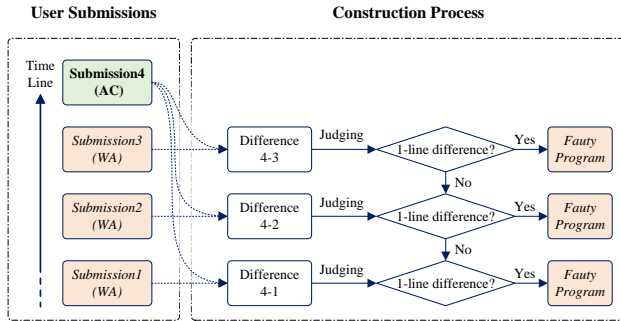 User Submissions
Construction Process
Time
Line
Submission4
(AC)
Submission3
(WA)
Difference
4-3
Judging
1-line difference?
Yes
Fauty
Program
No
Submission2
(WA)
Difference
4-2
Judging
1-line difference?
Yes
Fauty
Program
No
Submission1
(WA)
Difference
4-1
Judging
1-line difference?
Yes
Fauty
Program